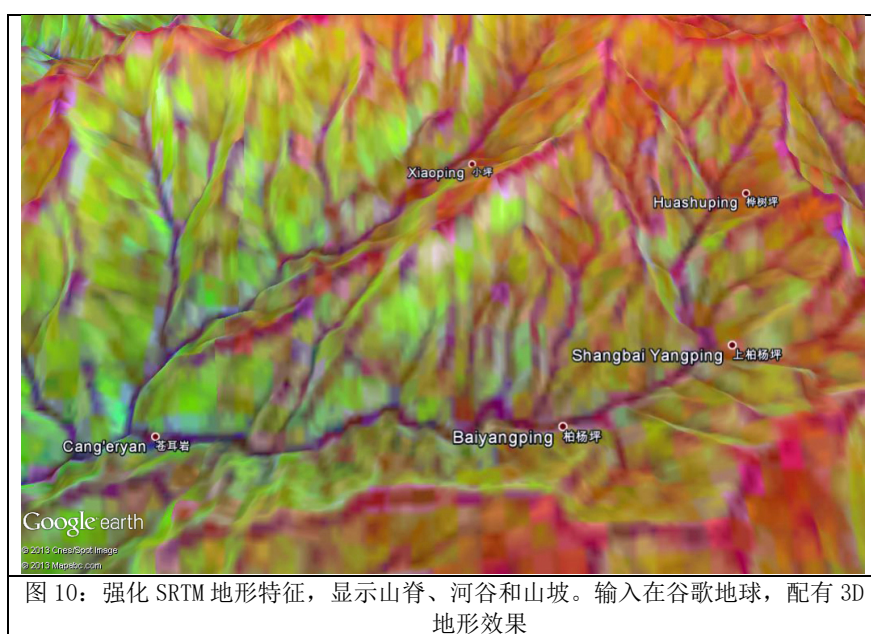 Xiaoping 小坪
Huashuping 桦树坪
Shangbai Yangping 上柏杨坪
Baiyangping 柏杨坪
Cang'eryan 苍耳岩
Google earth
© 2013 Cnes/Spot Image
© 2013 Mapabc.com
图 10：强化 SRTM 地形特征，显示山脊、河谷和山坡。输入在谷歌地球，配有 3D
地形效果